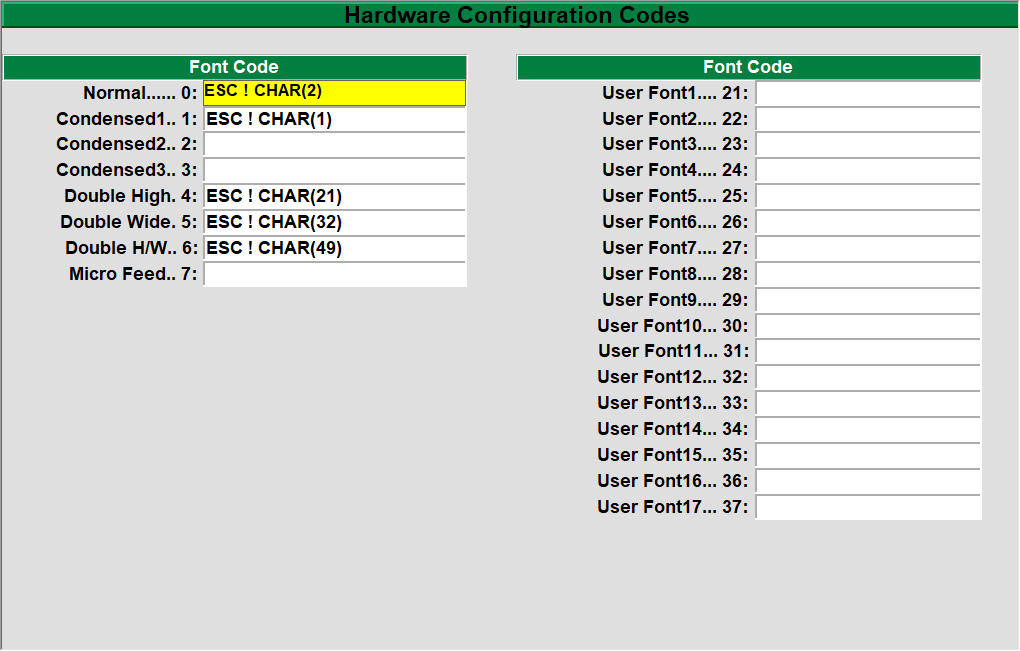 Hardware Configuration Codes
Font Code
Normal...... 0: ESC ! CHAR(2)
Condensed1.. 1: ESC ! CHAR(1)
Condensed2.. 2:
Condensed3.. 3:
Double High. 4: ESC ! CHAR(21)
Double Wide. 5: ESC ! CHAR(32)
Double H/W.. 6: ESC ! CHAR(49)
Micro Feed.. 7:
Font Code
User Font1.... 21:
User Font2.... 22:
User Font3.... 23:
User Font4.... 24:
User Font5.... 25:
User Font6.... 26:
User Font7.... 27:
User Font8.... 28:
User Font9.... 29:
User Font10... 30:
User Font11... 31:
User Font12... 32:
User Font13... 33:
User Font14... 34:
User Font15... 35:
User Font16... 36:
User Font17... 37: